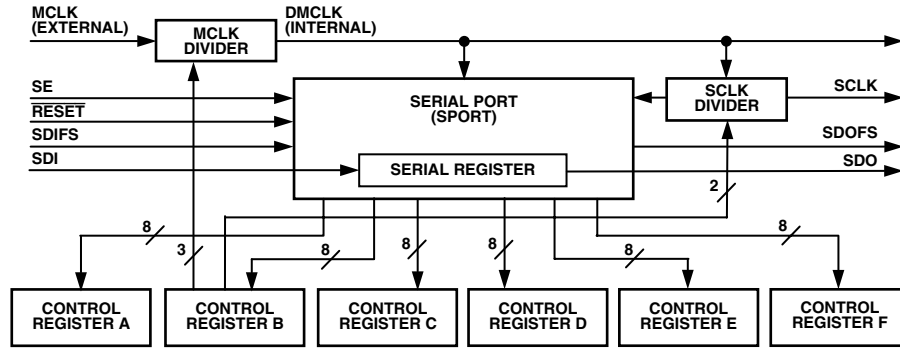 MCLK
(EXTERNAL)
MCLK
DIVIDER
DMCLK
(INTERNAL)
SE
RESET
SDIFS
SDI
SERIAL PORT
(SPORT)
SERIAL REGISTER
SCLK
DIVIDER
SCLK
SDOFS
SDO
2
8
3
8
8
8
8
8
CONTROL
REGISTER A
CONTROL
REGISTER B
CONTROL
REGISTER C
CONTROL
REGISTER D
CONTROL
REGISTER E
CONTROL
REGISTER F